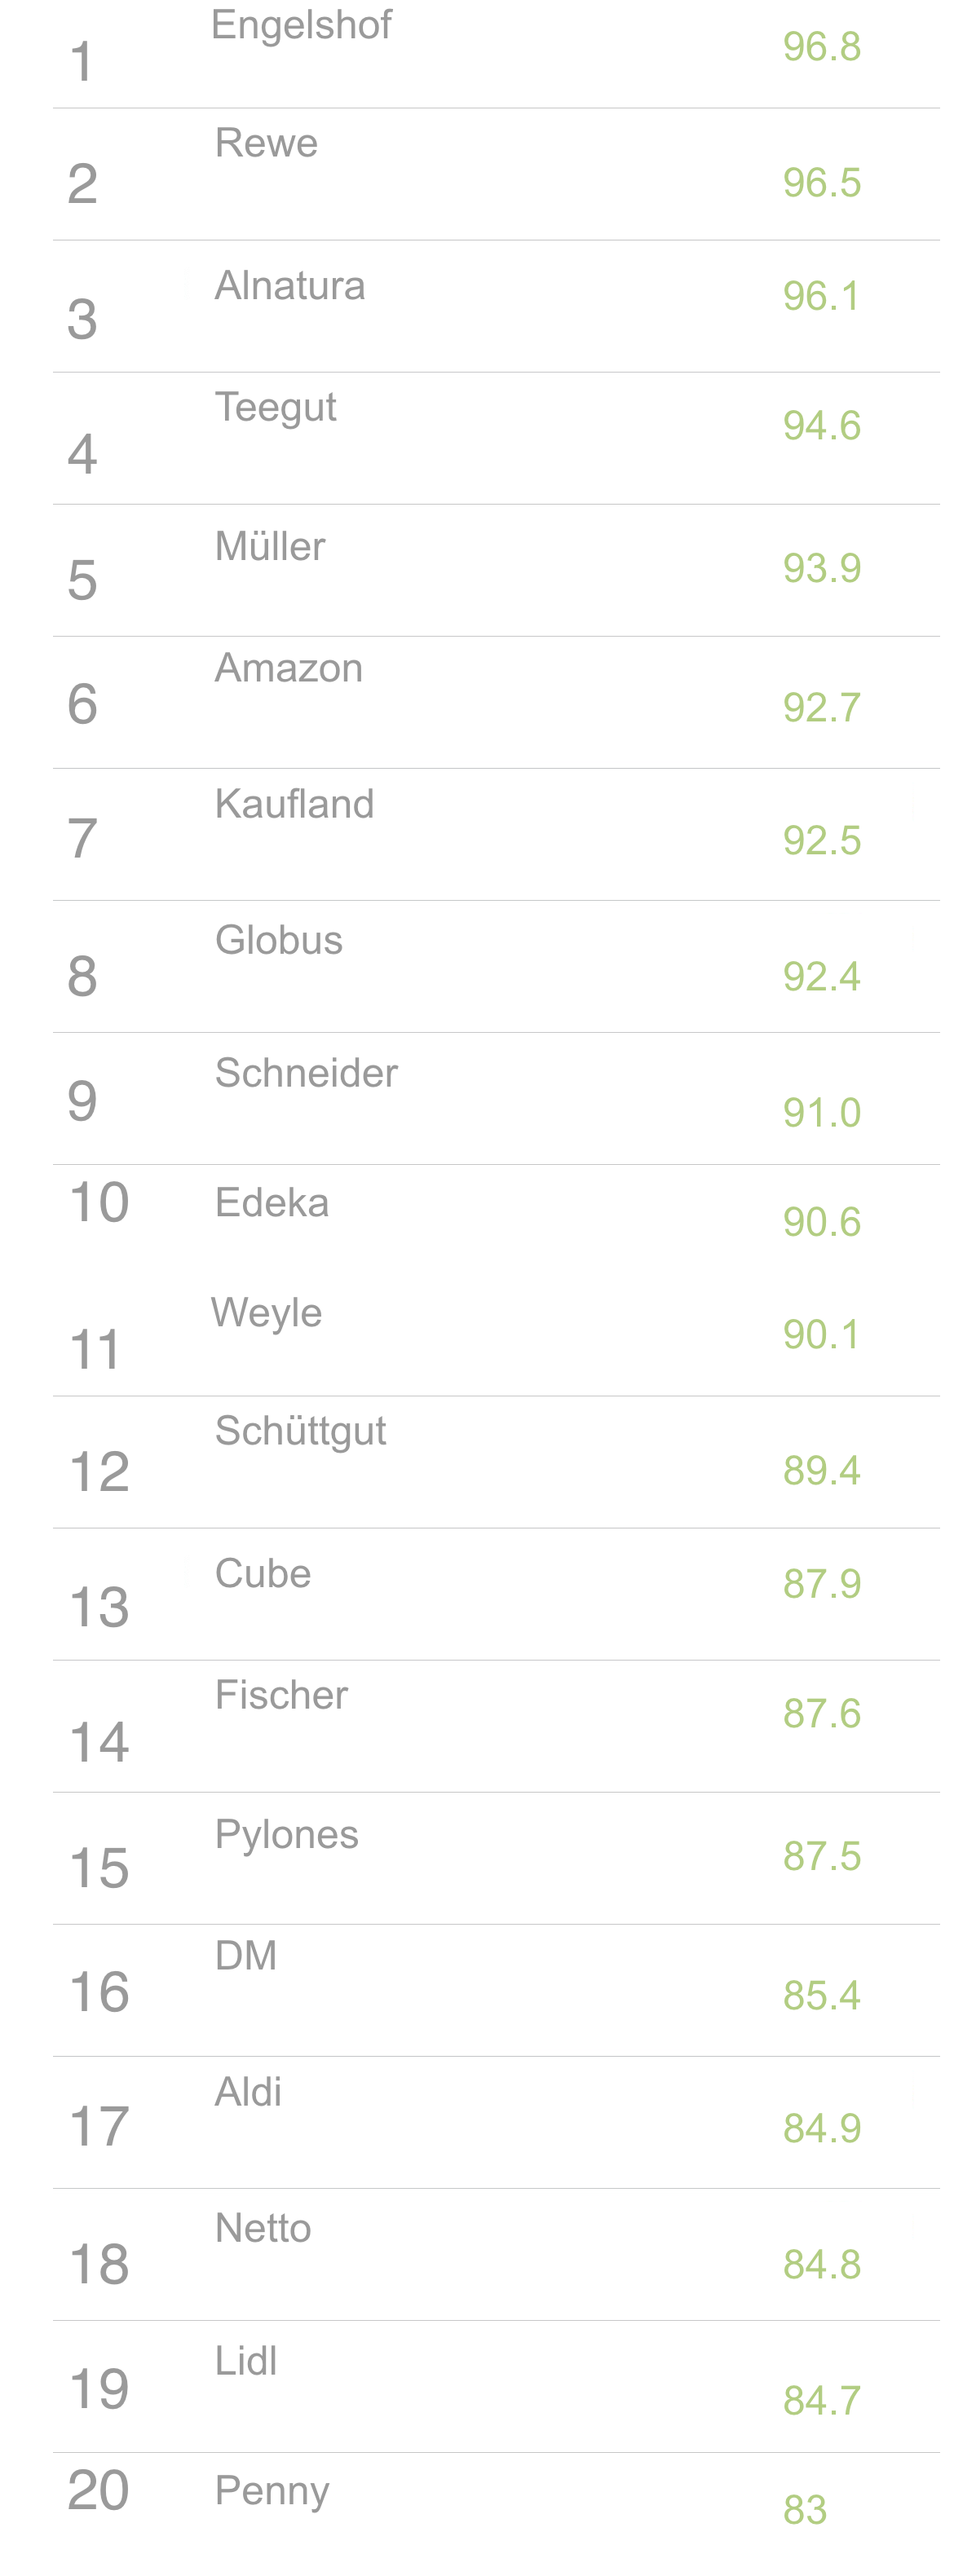 1 Engelshof 96.8
2 Rewe 96.5
3 Alnatura 96.1
4 Teegut 94.6
5 Müller 93.9
6 Amazon 92.7
7 Kaufland 92.5
8 Globus 92.4
9 Schneider 91.0
10 Edeka 90.6
11 Weyle 90.1
12 Schüttgut 89.4
13 Cube 87.9
14 Fischer 87.6
15 Pylones 87.5
16 DM 85.4
17 Aldi 84.9
18 Netto 84.8
19 Lidl 84.7
20 Penny 83